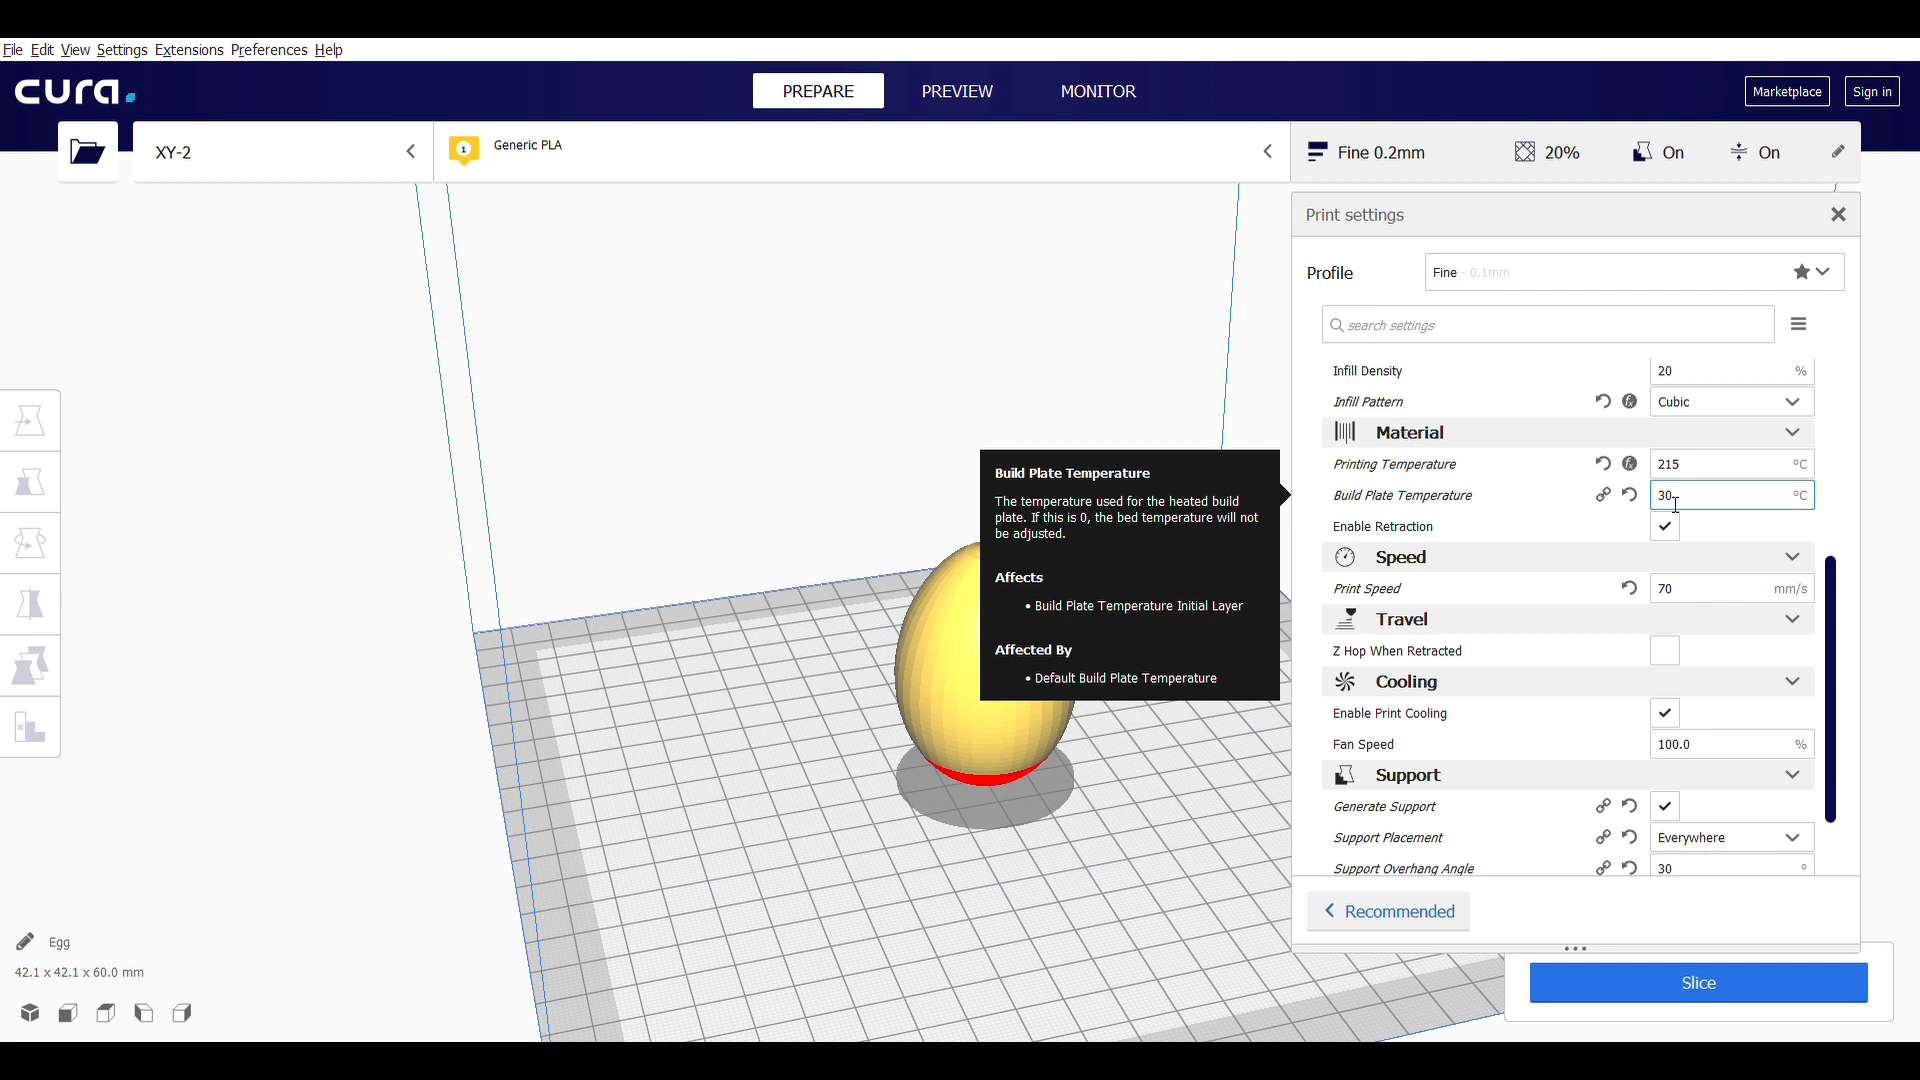 File Edit View Settings Extensions Preferences Help
cura.
PREPARE PREVIEW MONITOR
Marketplace Sign in
XY-2
1 Generic PLA
Fine 0.2mm 20% On On
Print settings
Profile Fine - 0.1mm
search settings
Infill Density 20 %
Infill Pattern fx Cubic
Material
Printing Temperature fx 215 °C
Build Plate Temperature 30 °C
Enable Retraction
Speed
Print Speed 70 mm/s
Travel
Z Hop When Retracted
Cooling
Enable Print Cooling
Fan Speed 100.0 %
Support
Generate Support
Support Placement Everywhere
Support Overhang Angle 30 °
Recommended
Slice
Build Plate Temperature
The temperature used for the heated build
plate. If this is 0, the bed temperature will not
be adjusted.
Affects
• Build Plate Temperature Initial Layer
Affected By
• Default Build Plate Temperature
Egg
42.1 x 42.1 x 60.0 mm